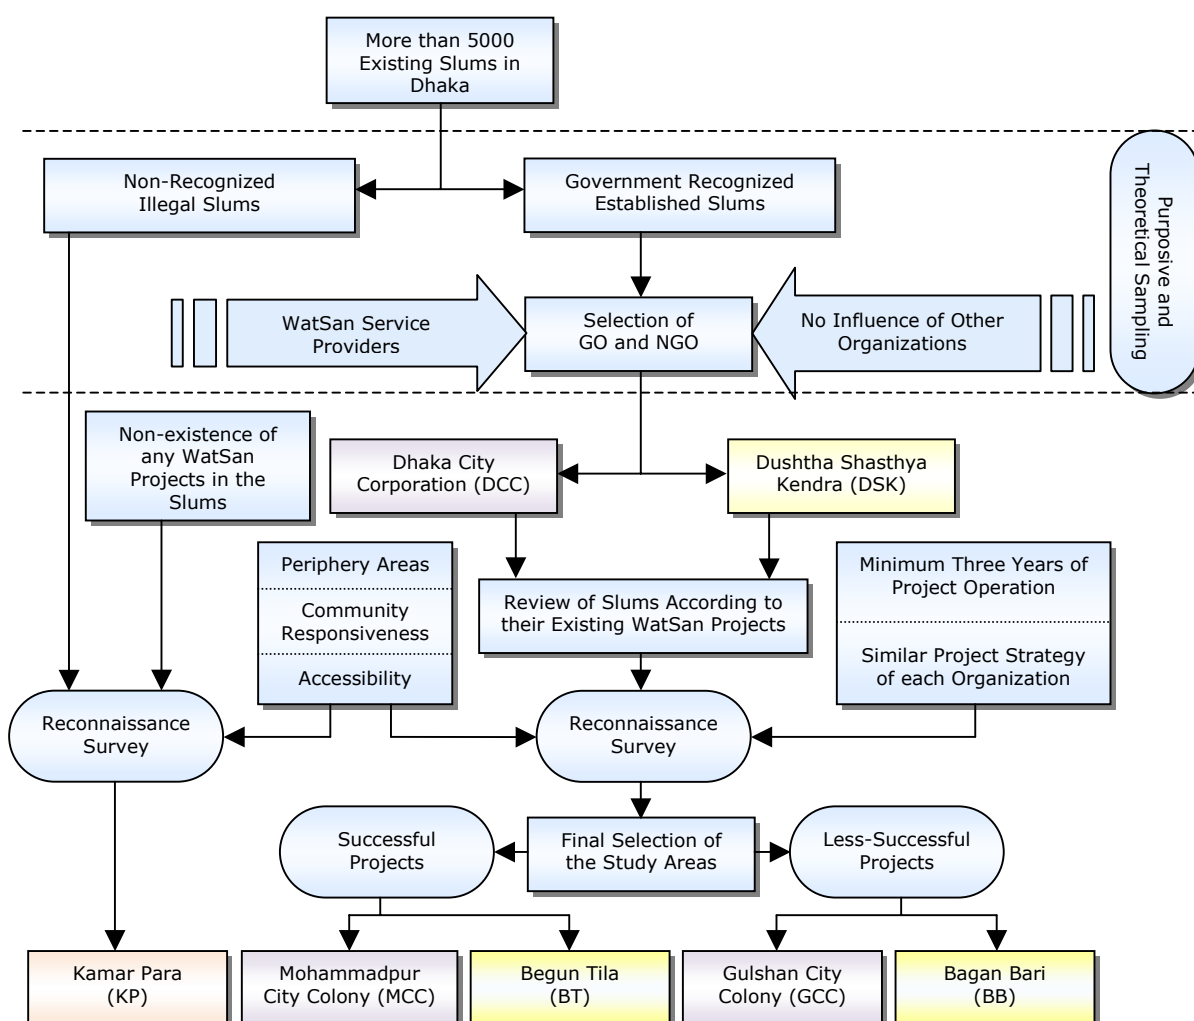 More than 5000
Existing Slums in
Dhaka
Non-Recognized
Illegal Slums
Government Recognized
Established Slums
Purposive and
Theoretical Sampling
WatSan Service
Providers
Selection of
GO and NGO
No Influence of Other
Organizations
Non-existence of
any WatSan
Projects in the
Slums
Dhaka City
Corporation (DCC)
Dushtha Shasthya
Kendra (DSK)
Periphery Areas
Community
Responsiveness
Accessibility
Review of Slums According to
their Existing WatSan Projects
Minimum Three Years of
Project Operation
Similar Project Strategy
of each Organization
Reconnaissance
Survey
Reconnaissance
Survey
Successful
Projects
Final Selection of
the Study Areas
Less-Successful
Projects
Kamar Para
(KP)
Mohammadpur
City Colony (MCC)
Begun Tila
(BT)
Gulshan City
Colony (GCC)
Bagan Bari
(BB)